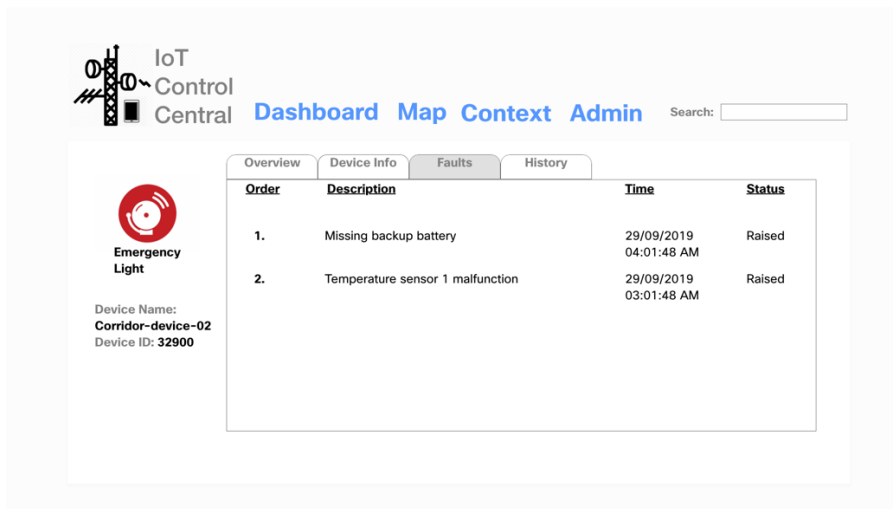 IoT
Control
Central
Dashboard Map Context Admin Search:
Overview Device Info Faults History
Order Description Time Status
1. Missing backup battery 29/09/2019 Raised
04:01:48 AM
2. Temperature sensor 1 malfunction 29/09/2019 Raised
03:01:48 AM
Emergency
Light
Device Name:
Corridor-device-02
Device ID: 32900